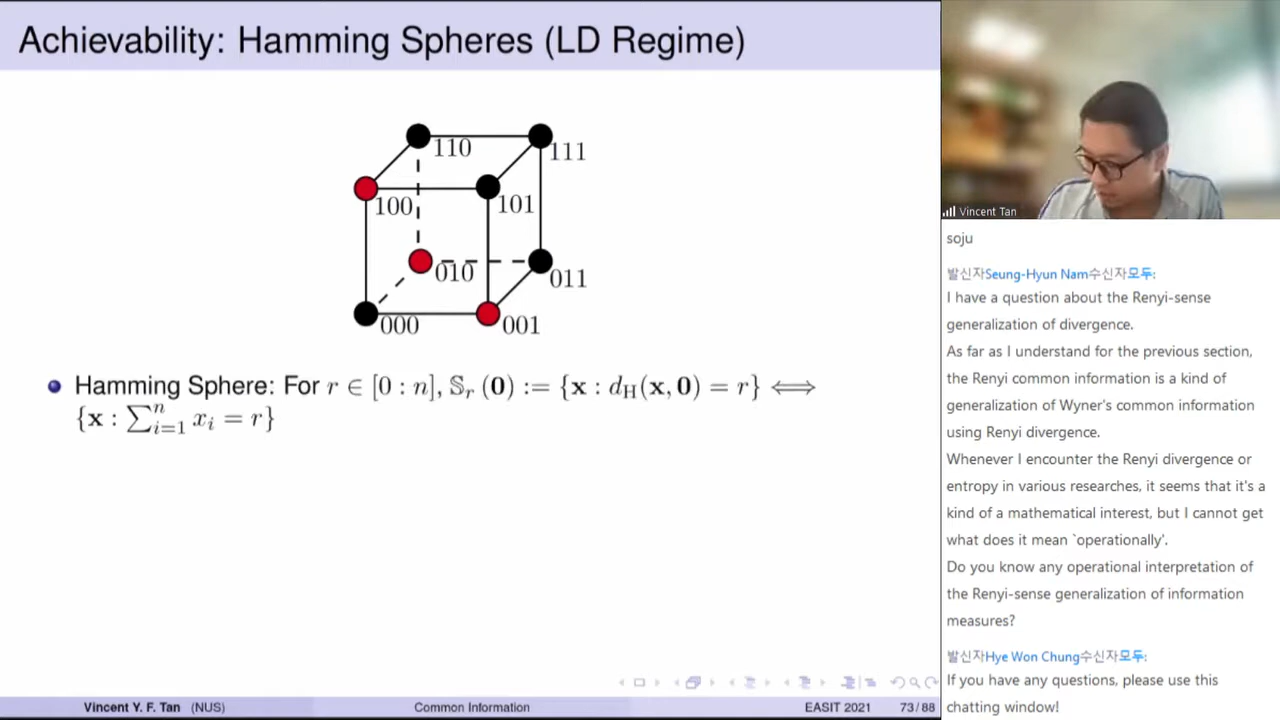 Achievability: Hamming Spheres (LD Regime)
110
111
100
101
010
011
000
001
Hamming Sphere: For r ∈ [0 : n], 𝕊_r (𝟎) := {𝐱 : d_H(𝐱, 𝟎) = r} ⟺
{𝐱 : ∑_{i=1}^n x_i = r}
Vincent Y. F. Tan (NUS)
Common Information
EASIT 2021
73 / 88
Vincent Tan
soju
발신자Seung-Hyun Nam수신자모두:
I have a question about the Renyi-sense
generalization of divergence.
As far as I understand for the previous section,
the Renyi common information is a kind of
generalization of Wyner's common information
using Renyi divergence.
Whenever I encounter the Renyi divergence or
entropy in various researches, it seems that it's a
kind of a mathematical interest, but I cannot get
what does it mean `operationally'.
Do you know any operational interpretation of
the Renyi-sense generalization of information
measures?
발신자Hye Won Chung수신자모두:
If you have any questions, please use this
chatting window!